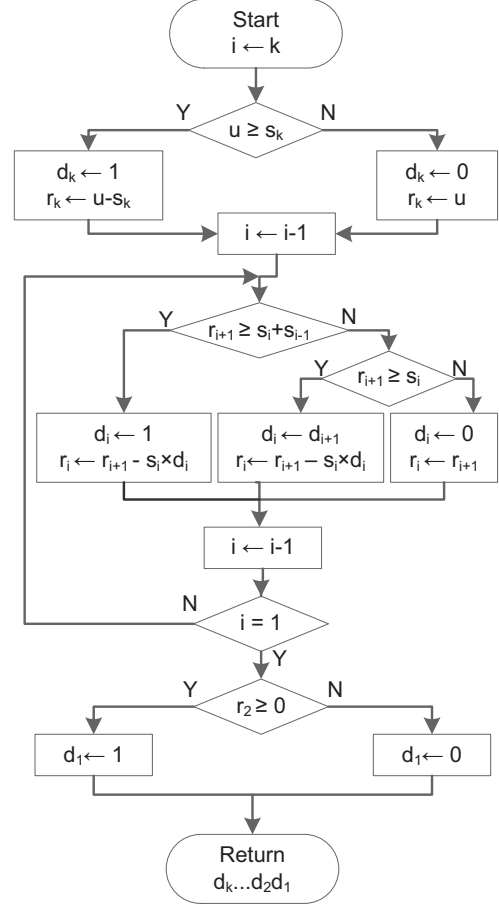 Start
i ← k
Y
N
u ≥ sₖ
dₖ ← 1
rₖ ← u-sₖ
dₖ ← 0
rₖ ← u
i ← i-1
Y
N
rᵢ₊₁ ≥ sᵢ+sᵢ₋₁
Y
N
rᵢ₊₁ ≥ sᵢ
dᵢ ← 1
rᵢ ← rᵢ₊₁ - sᵢ×dᵢ
dᵢ ← dᵢ₊₁
rᵢ ← rᵢ₊₁ – sᵢ×dᵢ
dᵢ ← 0
rᵢ ← rᵢ₊₁
i ← i-1
N
i = 1
Y
Y
N
r₂ ≥ 0
d₁← 1
d₁← 0
Return
dₖ...d₂d₁